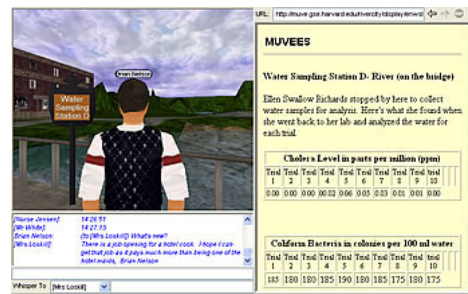 URL: http://muve.gse.harvard.edu/rivercity/display/envrd
MUVEES
Brian Nelson
Water
Sampling
Station D
Water Sampling Station D- River (on the bridge)
Ellen Swallow Richards stopped by here to collect
water samples for analysis. Here's what she found when
she went back to her lab and analyzed the water for
each trial.
Cholera Level in parts per million (ppm)
Trial 1 Trial 2 Trial 3 Trial 4 Trial 5 Trial 6 Trial 7 Trial 8 Trial 9 Trial 10
0.00 0.00 0.00 00.02 0.06 0.05 0.03 0.01 0.01 0.00
[Nurse Jensen]: 14:26:51
[Mr White]: 14:27:15
Brian Nelson: (to [Mrs Loskill]) What's new?
[Mrs Loskill]: There is a job opening for a hotel cook. I hope I can
get that job as it pays much more than being one of the
hotel maids, Brian Nelson
Whisper To [Mrs Loskill]
Coliform Bacteria in colonies per 100 ml water
Trial 1 Trial 2 Trial 3 Trial 4 Trial 5 Trial 6 Trial 7 Trial 8 Trial 9 Trial 10
185 180 180 185 190 180 185 175 180 175